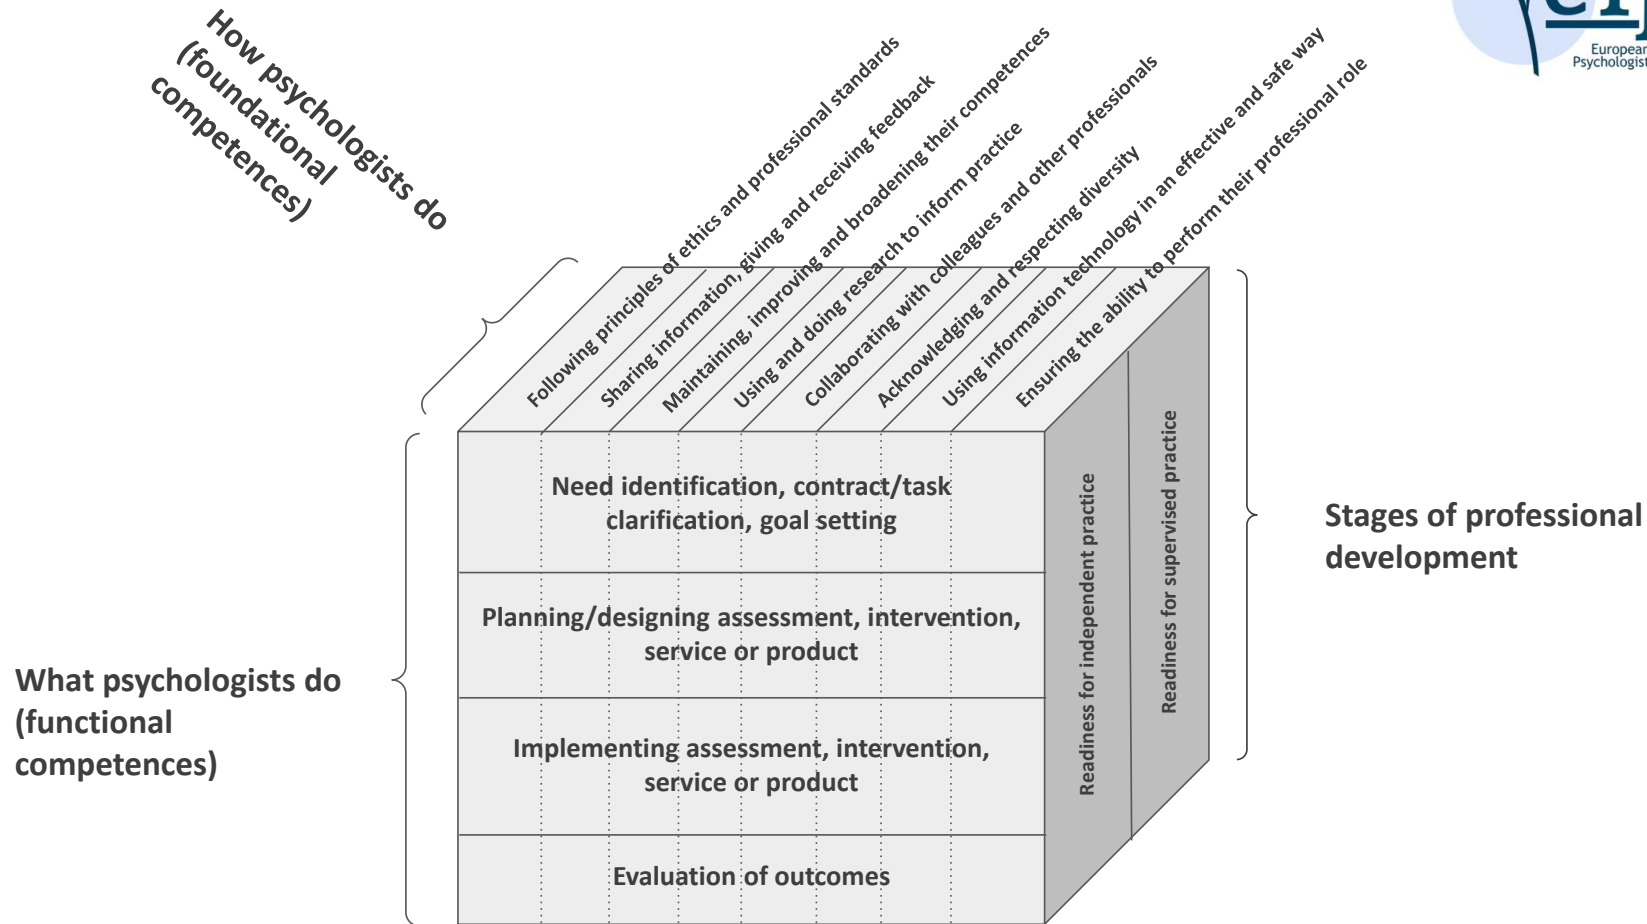 How psychologists do
(foundational
competences)
Following principles of ethics and professional standards
Sharing information, giving and receiving feedback
Maintaining, improving and broadening their competences
Using and doing research to inform practice
Collaborating with colleagues and other professionals
Acknowledging and respecting diversity
Using information technology in an effective and safe way
Ensuring the ability to perform their professional role
European
Psychologist
What psychologists do
(functional
competences)
Need identification, contract/task
clarification, goal setting
Planning/designing assessment, intervention,
service or product
Implementing assessment, intervention,
service or product
Evaluation of outcomes
Readiness for independent practice
Readiness for supervised practice
Stages of professional
development